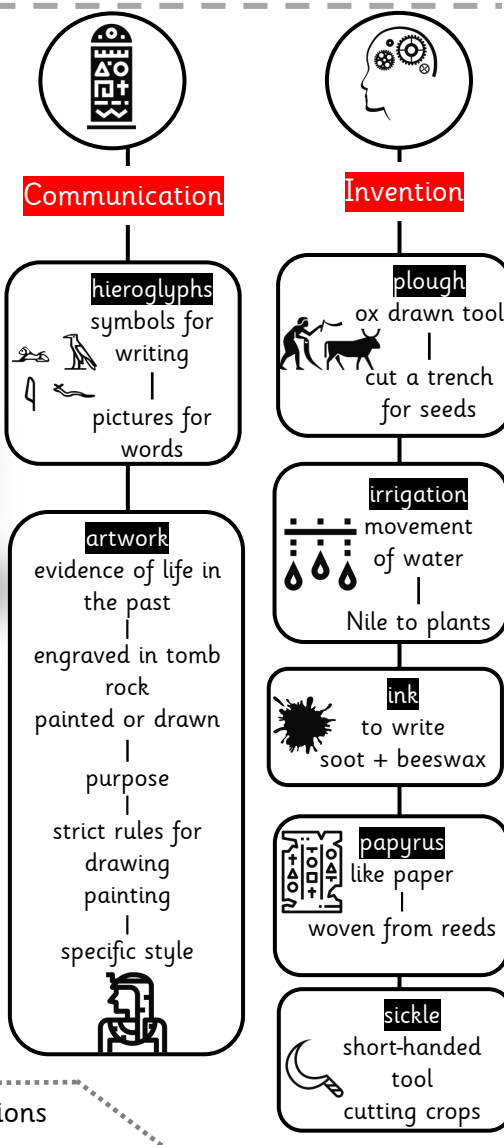 Communication
hieroglyphs
symbols for
writing
pictures for
words
artwork
evidence of life in
the past
engraved in tomb
rock
painted or drawn
purpose
strict rules for
drawing
painting
specific style
Invention
plough
ox drawn tool
cut a trench
for seeds
irrigation
movement
of water
Nile to plants
ink
to write
soot + beeswax
papyrus
like paper
woven from reeds
sickle
short-handed
tool
cutting crops
ions